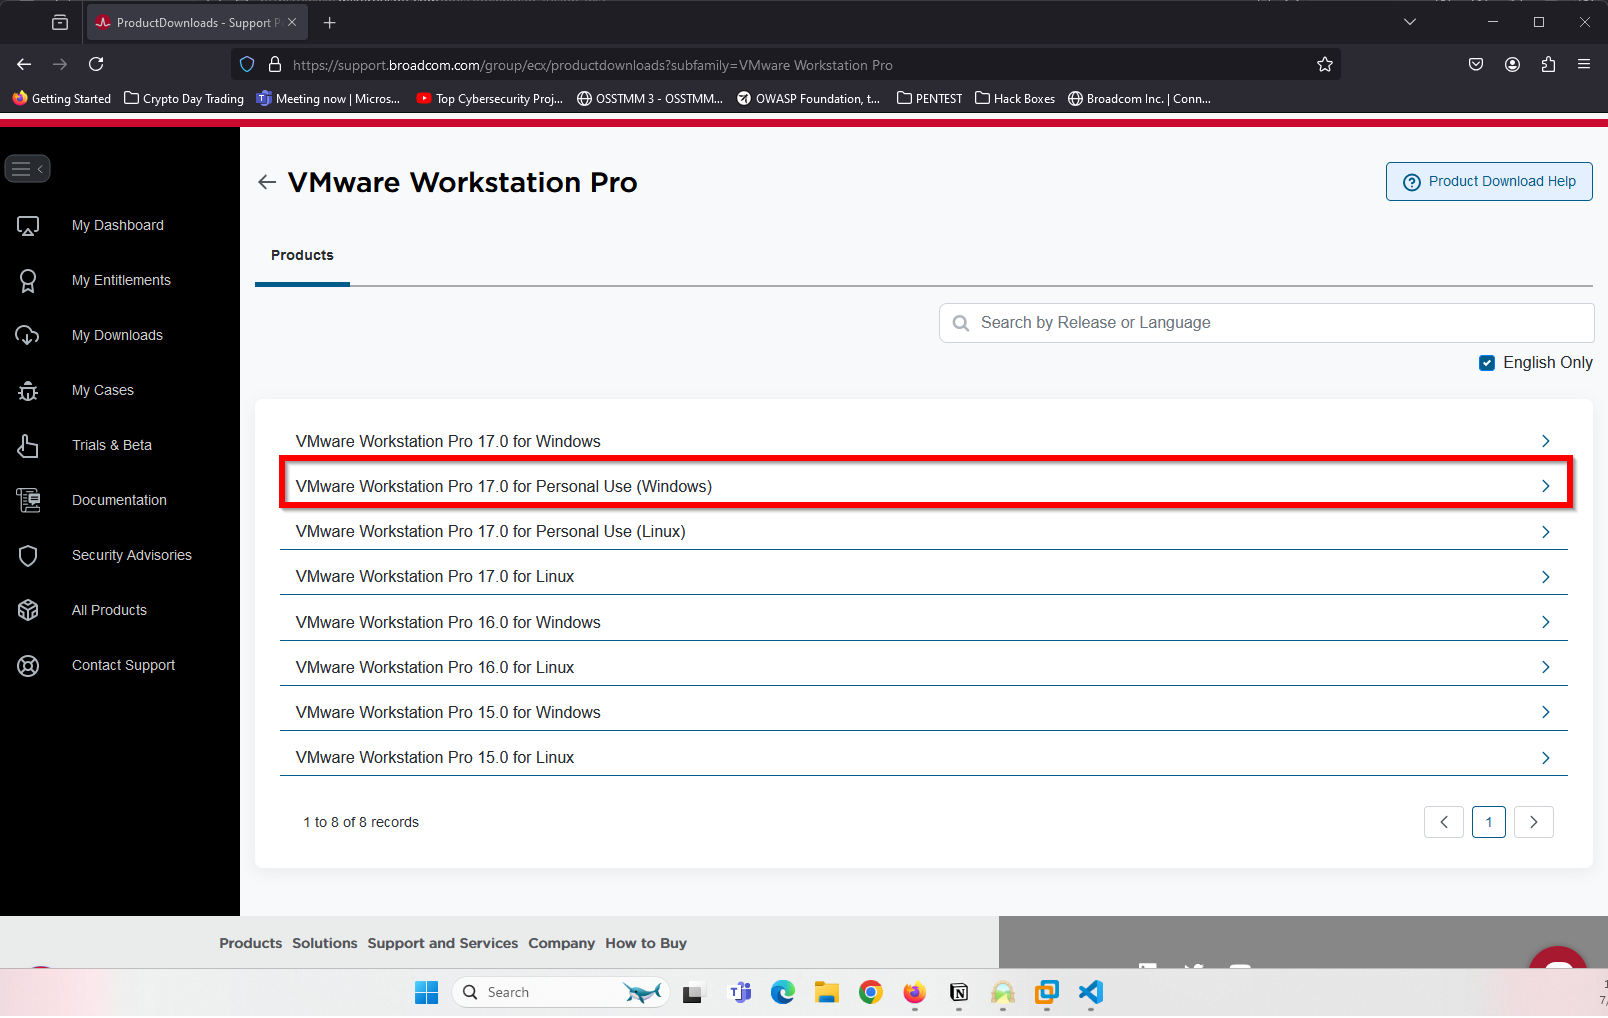 ProductDownloads - Support P
https://support.broadcom.com/group/ecx/productdownloads?subfamily=VMware Workstation Pro
Getting Started Crypto Day Trading Meeting now | Micros... Top Cybersecurity Proj... OSSTMM 3 - OSSTMM... OWASP Foundation, t... PENTEST Hack Boxes Broadcom Inc. | Conn...
VMware Workstation Pro
Product Download Help
My Dashboard
My Entitlements
My Downloads
My Cases
Trials & Beta
Documentation
Security Advisories
All Products
Contact Support
Products
Search by Release or Language
English Only
VMware Workstation Pro 17.0 for Windows
VMware Workstation Pro 17.0 for Personal Use (Windows)
VMware Workstation Pro 17.0 for Personal Use (Linux)
VMware Workstation Pro 17.0 for Linux
VMware Workstation Pro 16.0 for Windows
VMware Workstation Pro 16.0 for Linux
VMware Workstation Pro 15.0 for Windows
VMware Workstation Pro 15.0 for Linux
1 to 8 of 8 records
1
Products Solutions Support and Services Company How to Buy
Search